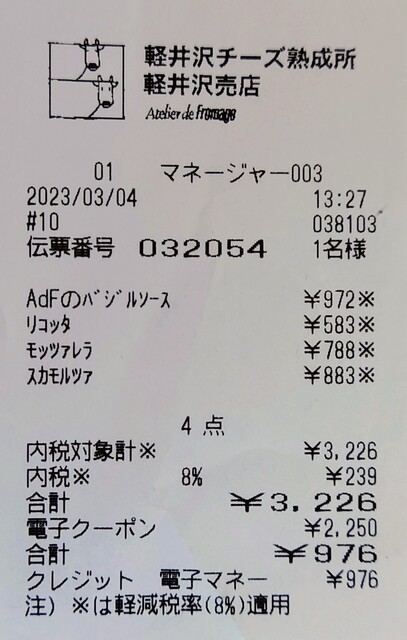 軽井沢チーズ熟成所
軽井沢売店
Atelier de Fromage
01 マネージャー003
2023/03/04 13:27
#10 038103
伝票番号 032054 1名様
AdFのバジルソース ¥972※
リコッタ ¥583※
モッツァレラ ¥788※
スカモルツァ ¥883※
4 点
内税対象計※ ¥3,226
内税※ 8% ¥239
合計 ¥3,226
電子クーポン ¥2,250
合計 ¥976
クレジット 電子マネー ¥976
注) ※は軽減税率(8%)適用